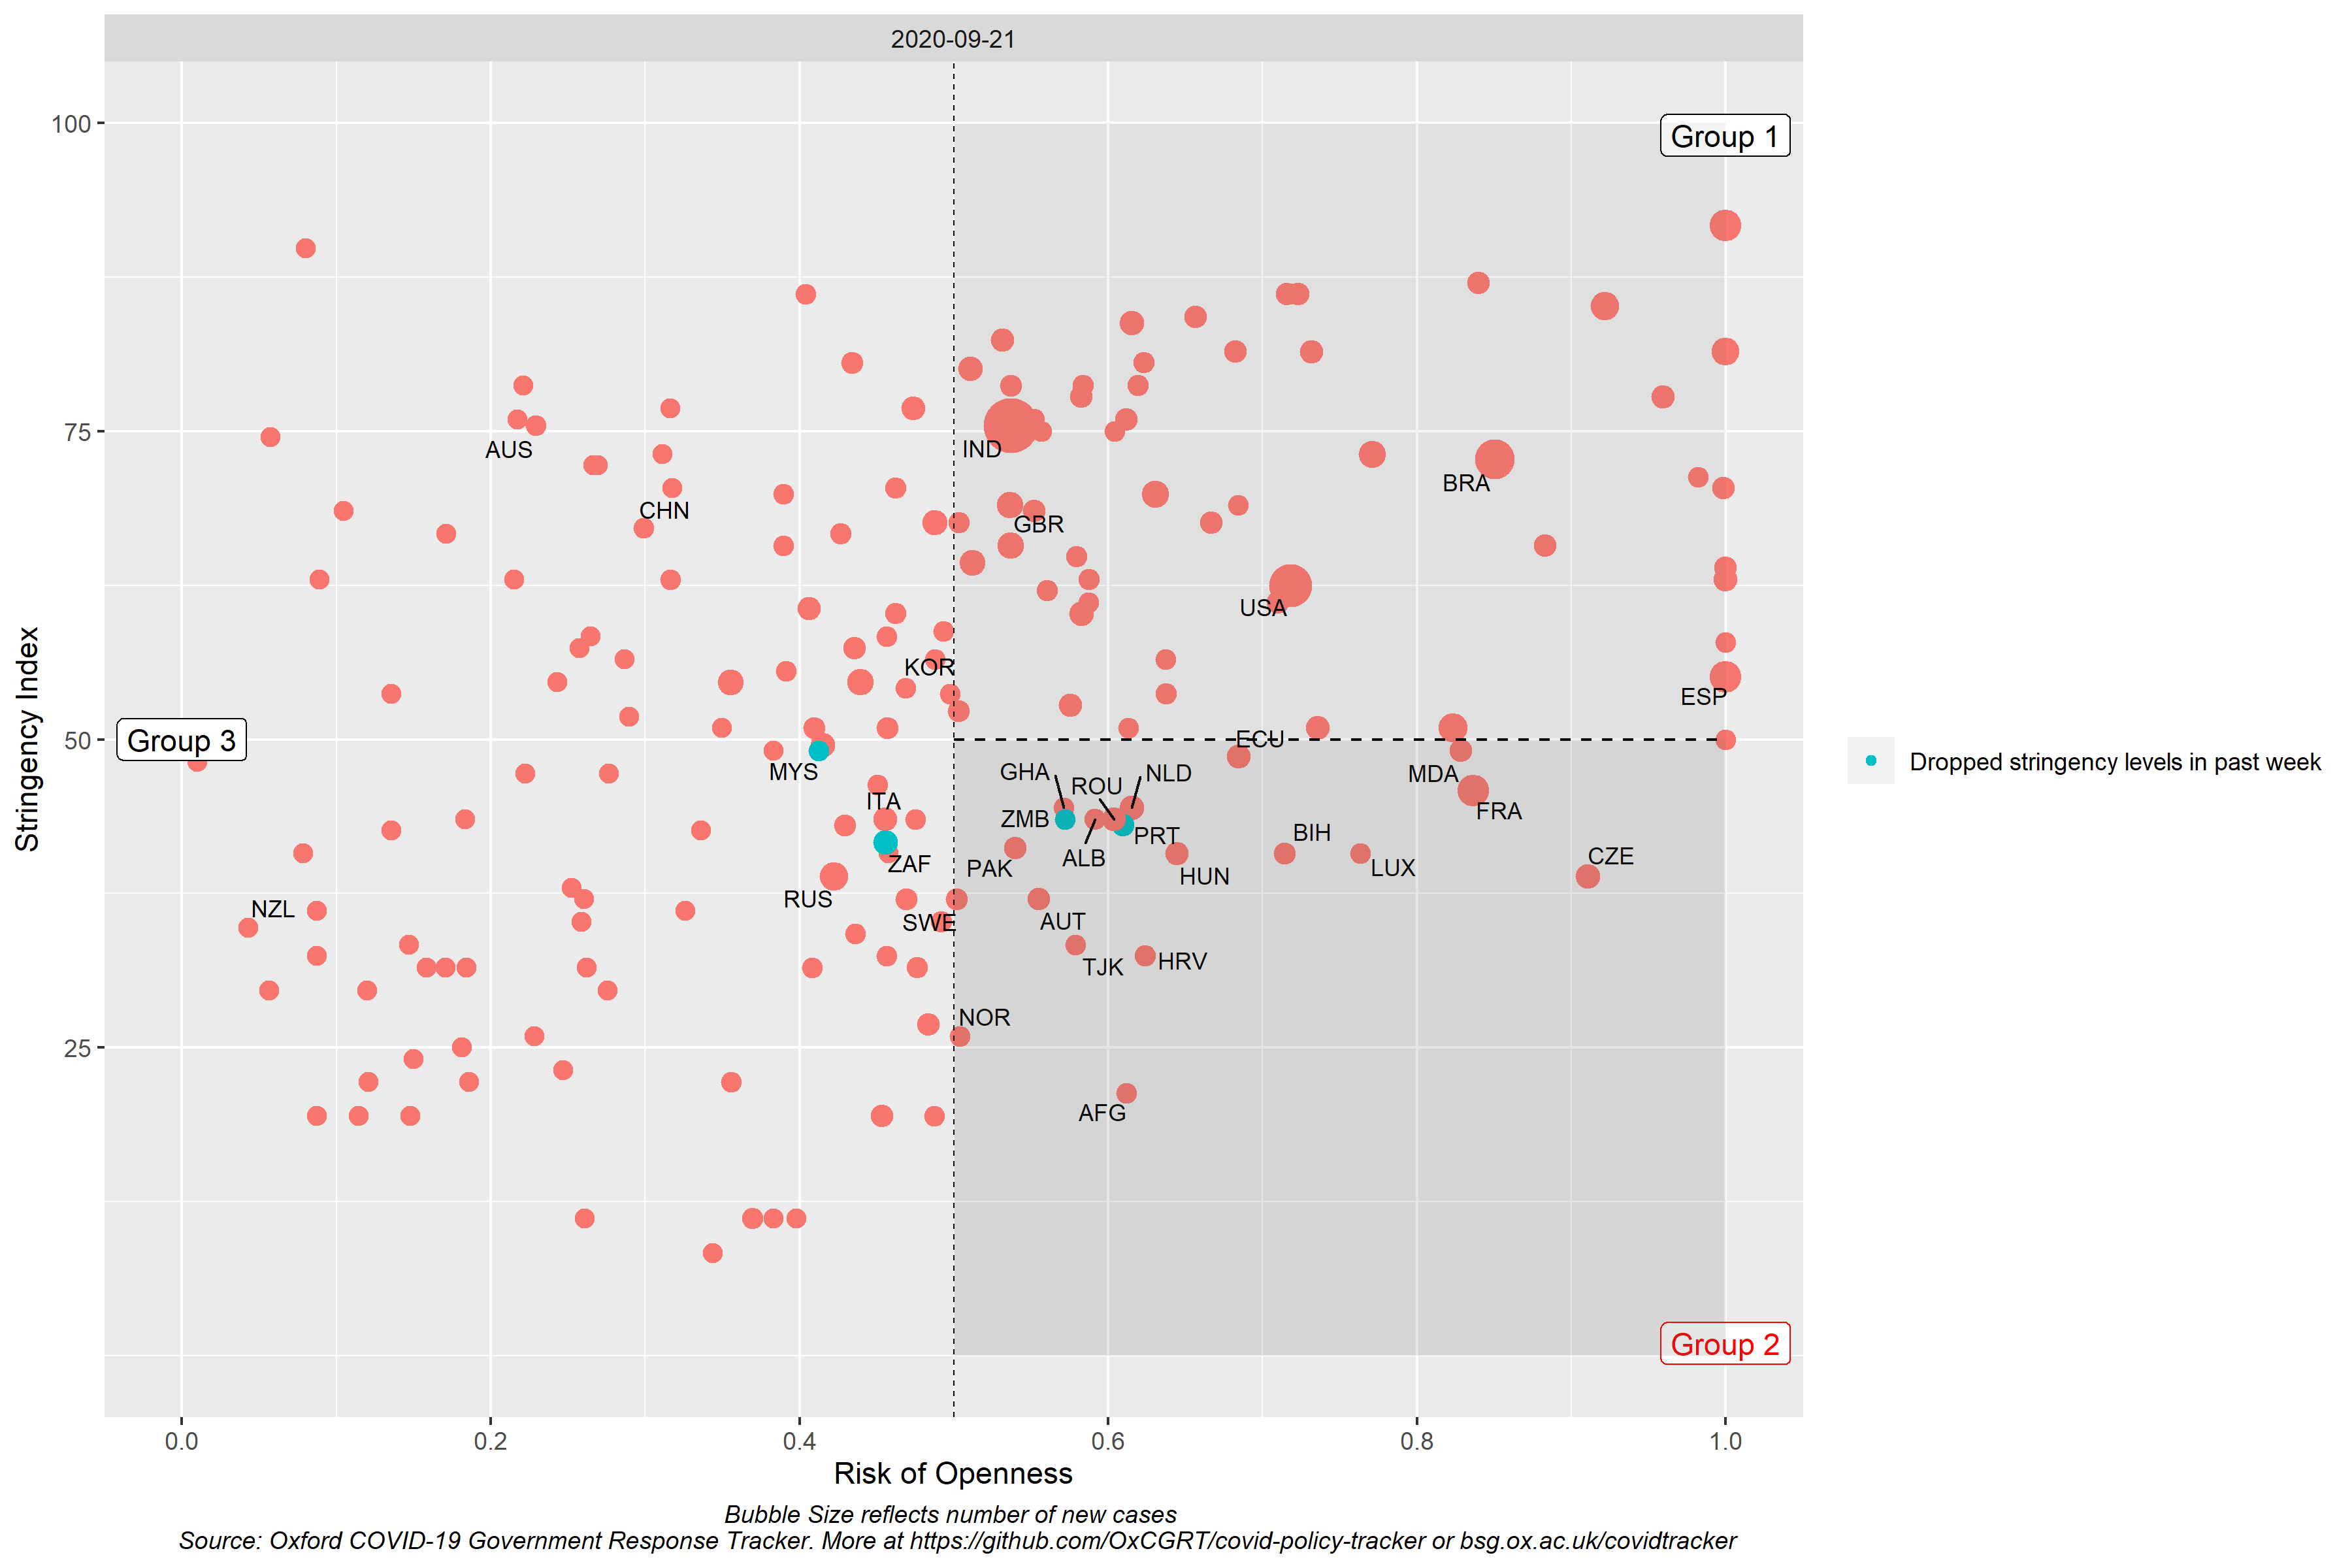 2020-09-21
Group 1
100
75
50
25
Stringency Index
AUS
IND
BRA
CHN
GBR
USA
KOR
ESP
Group 3
ECU
MYS
GHA
NLD
MDA
ROU
ITA
FRA
ZMB
PRT
BIH
ALB
CZE
ZAF
PAK
LUX
HUN
RUS
NZL
SWE
AUT
TJK
HRV
NOR
AFG
Group 2
Dropped stringency levels in past week
0.0
0.2
0.4
0.6
0.8
1.0
Risk of Openness
Bubble Size reflects number of new cases
Source: Oxford COVID-19 Government Response Tracker. More at https://github.com/OxCGRT/covid-policy-tracker or bsg.ox.ac.uk/covidtracker